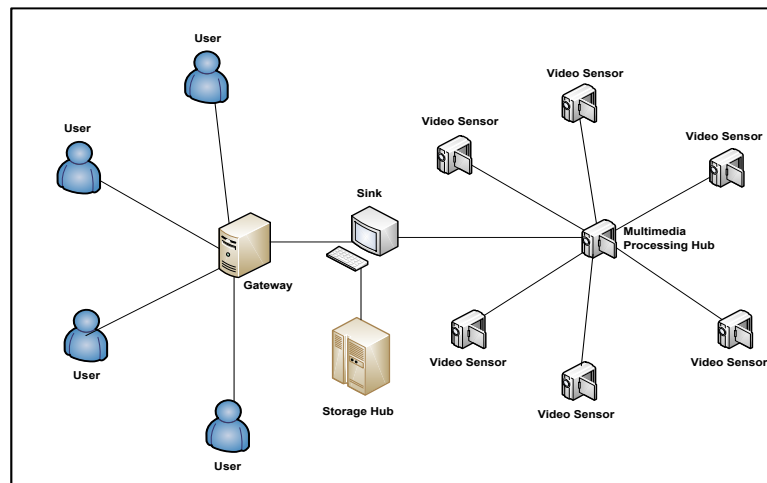 User
Video Sensor
User
Video Sensor
Video Sensor
Sink
Multimedia
Processing Hub
Gateway
User
Video Sensor
Video Sensor
Storage Hub
Video Sensor
User